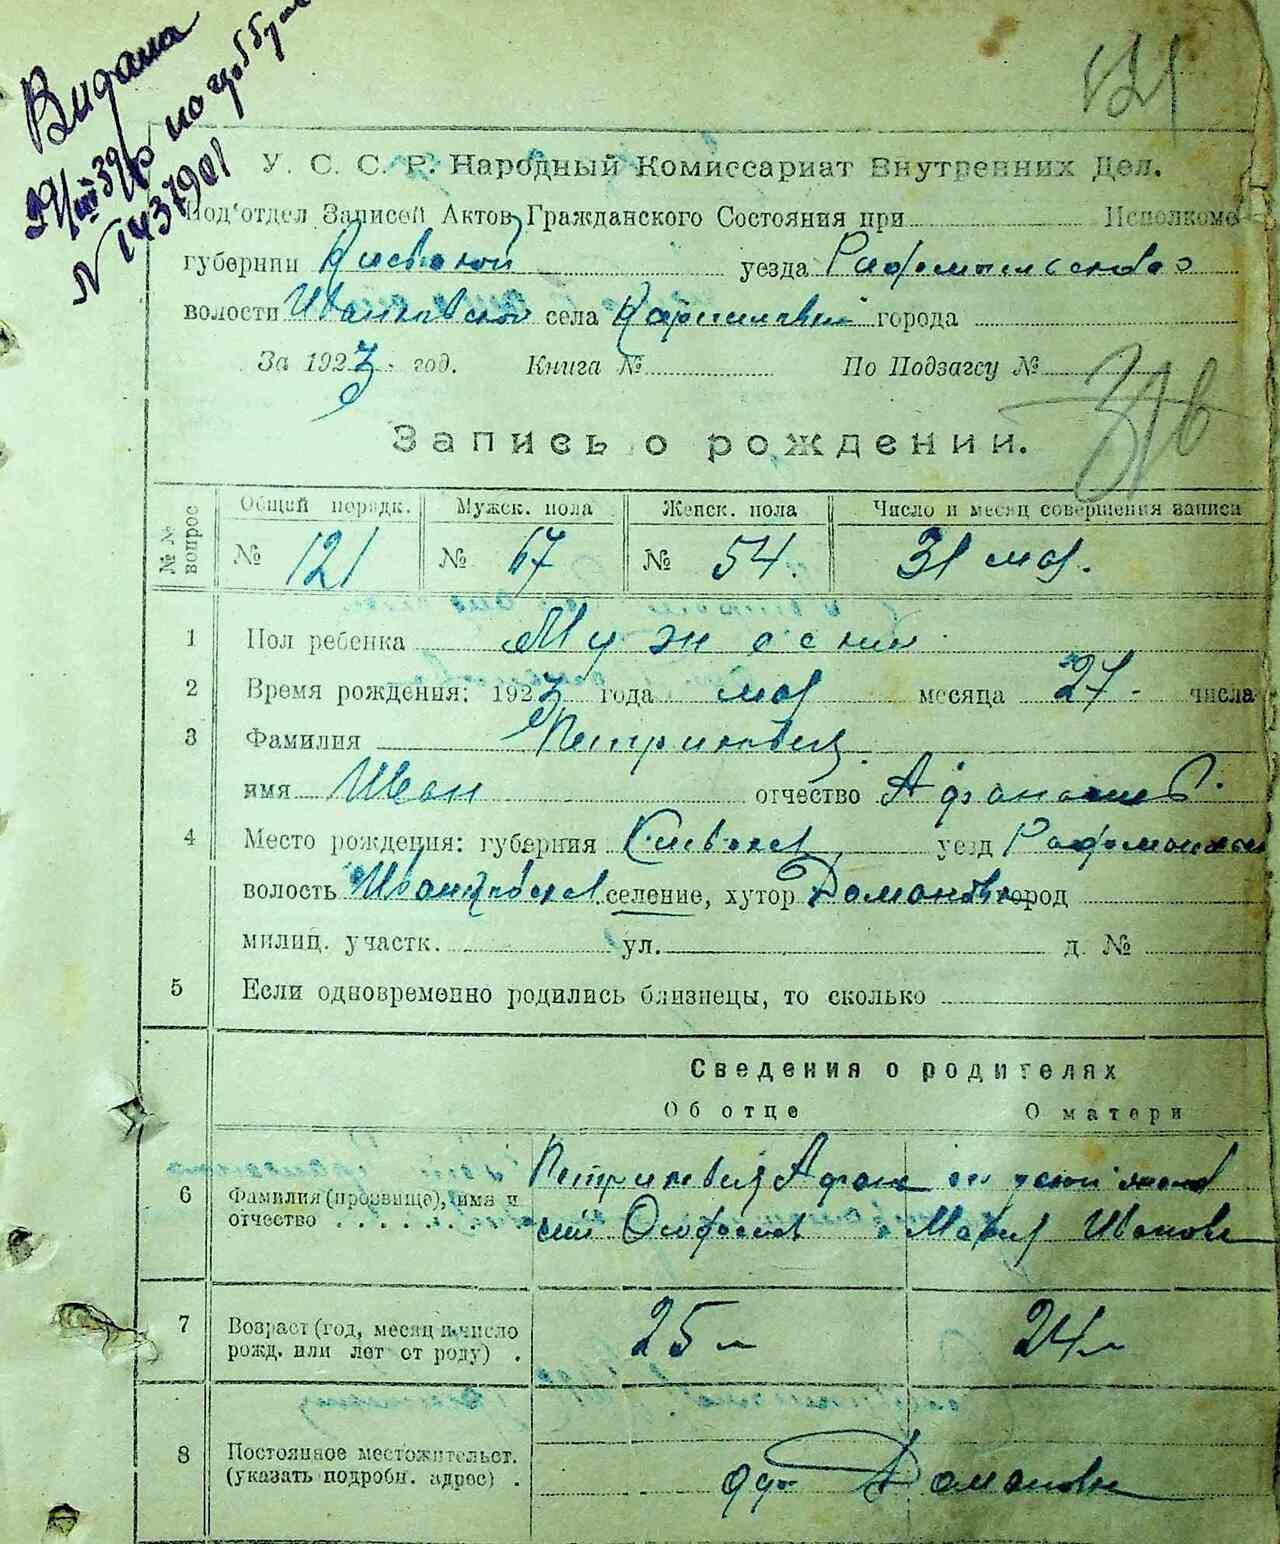 Видана
N 1437901
121
У. С. С. Р. Народный Комиссариат Внутренних Дел.
Под'отдел Записей Актов Гражданского Состояния при Исполкоме
губернии Киевской уезда
волости села города
За 1923 год. Книга № По Подзагсу №
Запись о рождении.
№ № вопрос Общий порядк. Мужск. пола Женск. пола Число и месяц совершения записи
№ 121 № 67 № 54. 31 мая.
1 Пол ребенка Мужеский
2 Время рождения: 1923 года мая месяца 27 числа
3 Фамилия
имя Иван отчество
4 Место рождения: губерния Киевская уезд
волость селение, хутор город
милиц. участк. ул. д. №
5 Если одновременно родились близнецы, то сколько
Сведения о родителях
Об отце О матери
6 Фамилия (прозвище), имя и
отчество Мария Иванов
7 Возраст (год, месяц и число
рожд. или лет от роду) . 25 л 24 л
8 Постоянное местожительст.
(указать подробн. адрес) .